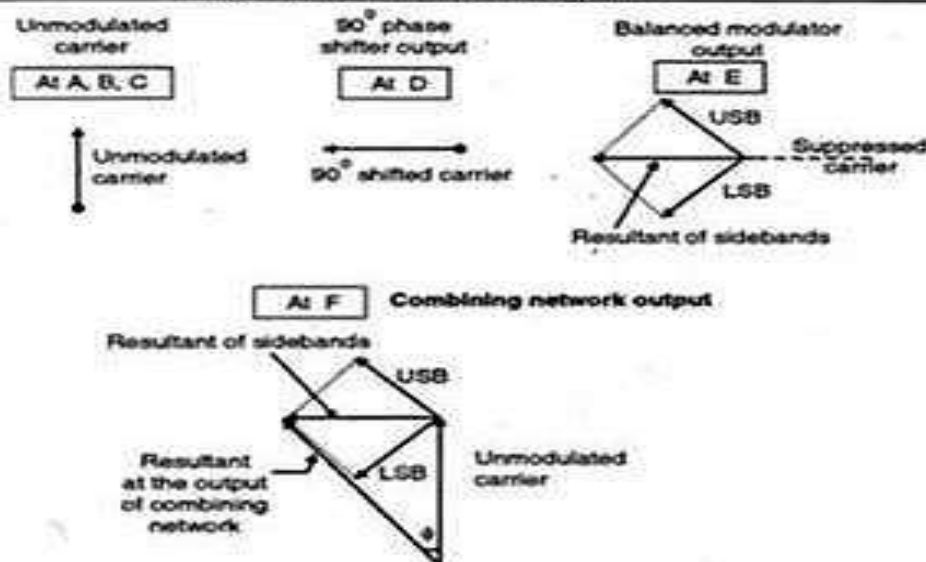 Unmodulated
carrier
At A, B, C
Unmodulated
carrier
90° phase
shifter output
At D
90° shifted carrier
Balanced modulator
output
At E
USB
Suppressed
carrier
LSB
Resultant of sidebands
At F
Combining network output
Resultant of sidebands
USB
LSB
Unmodulated
carrier
Resultant
at the output
of combining
network
ϕ